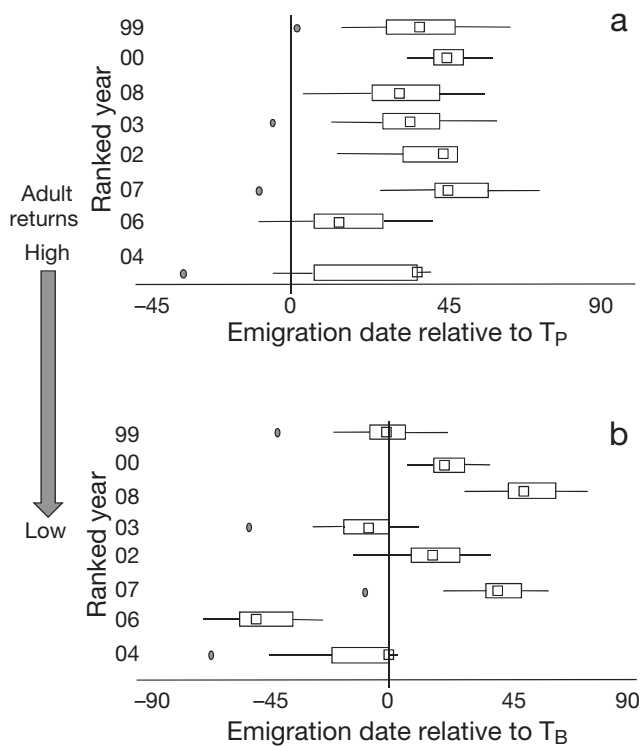 a
99
00
08
03
02
07
06
04
Ranked year
−45 0 45 90
Emigration date relative to T_P
Adult
returns
High
Low
b
99
00
08
03
02
07
06
04
Ranked year
−90 −45 0 45 90
Emigration date relative to T_B